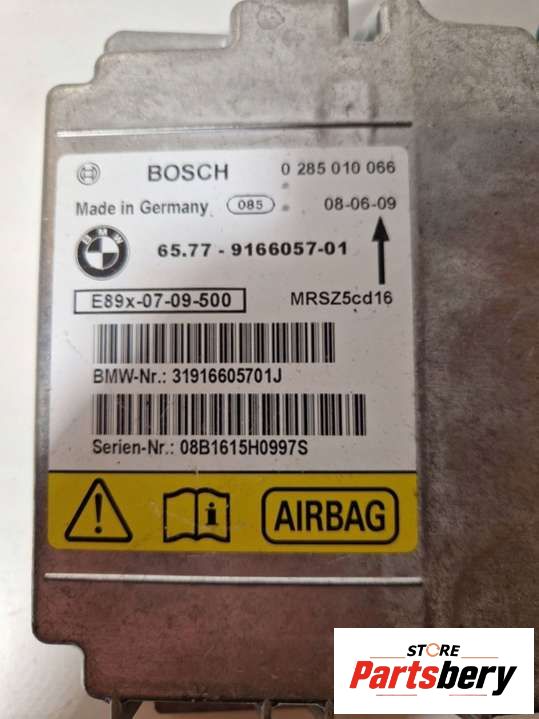 BOSCH 0 285 010 066
Made in Germany 085 08-06-09
BMW 65.77 - 9166057-01
E89x-07-09-500 MRSZ5cd16
BMW-Nr.: 31916605701J
Serien-Nr.: 08B1615H0997S
AIRBAG
STORE
Partsbery